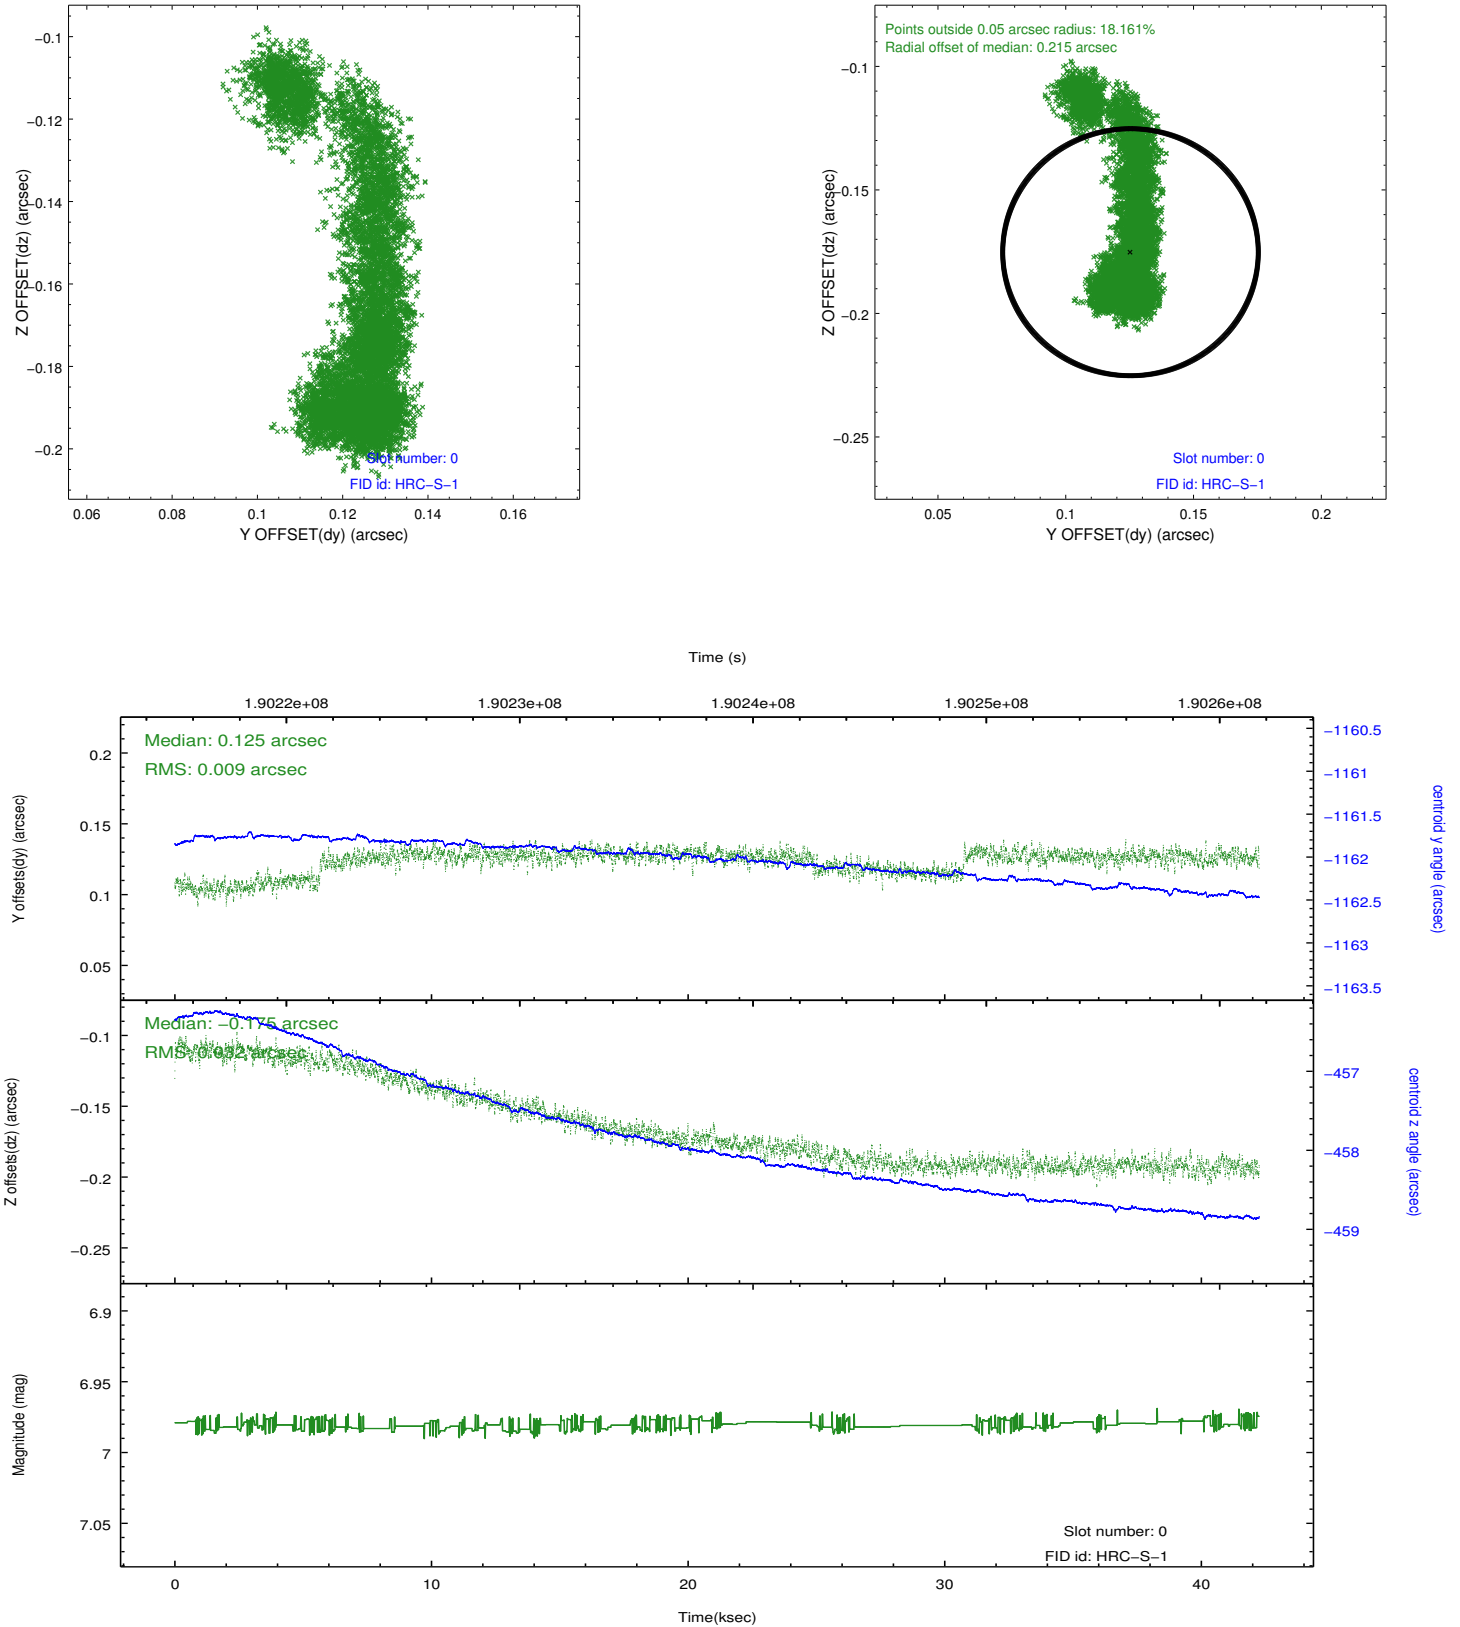 −0.1
−0.12
−0.14
−0.16
−0.18
−0.2
Z OFFSET(dz) (arcsec)
Slot number: 0
FID id: HRC−S−1
0.06 0.08 0.1 0.12 0.14 0.16
Y OFFSET(dy) (arcsec)
Points outside 0.05 arcsec radius: 18.161%
Radial offset of median: 0.215 arcsec
−0.1
−0.15
−0.2
−0.25
Z OFFSET(dz) (arcsec)
Slot number: 0
FID id: HRC−S−1
0.05 0.1 0.15 0.2
Y OFFSET(dy) (arcsec)
Time (s)
1.9022e+08 1.9023e+08 1.9024e+08 1.9025e+08 1.9026e+08
Median: 0.125 arcsec
RMS: 0.009 arcsec
0.2
0.15
0.1
0.05
Y offsets(dy) (arcsec)
−1160.5
−1161
−1161.5
−1162
−1162.5
−1163
−1163.5
centroid y angle (arcsec)
Median: −0.175 arcsec
RMS: 0.032 arcsec
−0.1
−0.15
−0.2
−0.25
Z offsets(dz) (arcsec)
−457
−458
−459
centroid z angle (arcsec)
6.9
6.95
7
7.05
Magnitude (mag)
Slot number: 0
FID id: HRC−S−1
0 10 20 30 40
Time(ksec)